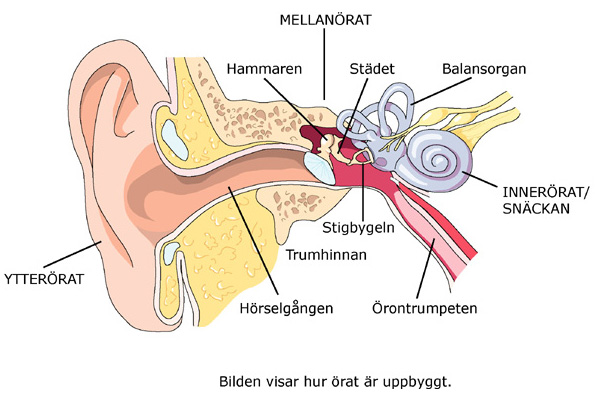 MELLANÖRAT
Hammaren
Städet
Balansorgan
INNERÖRAT/
SNÄCKAN
Stigbygeln
Trumhinnan
YTTERÖRAT
Hörselgången
Örontrumpeten
Bilden visar hur örat är uppbyggt.